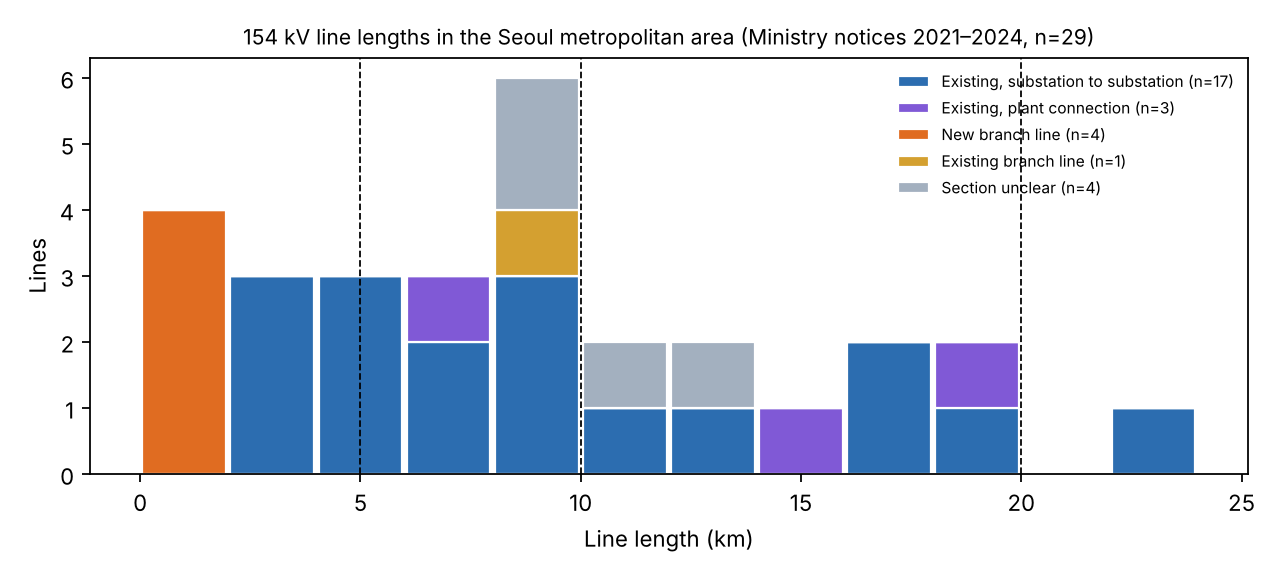 154 kV line lengths in the Seoul metropolitan area (Ministry notices 2021–2024, n=29)
Existing, substation to substation (n=17)
Existing, plant connection (n=3)
New branch line (n=4)
Existing branch line (n=1)
Section unclear (n=4)
Lines
6
5
4
3
2
1
0
0 5 10 15 20 25
Line length (km)